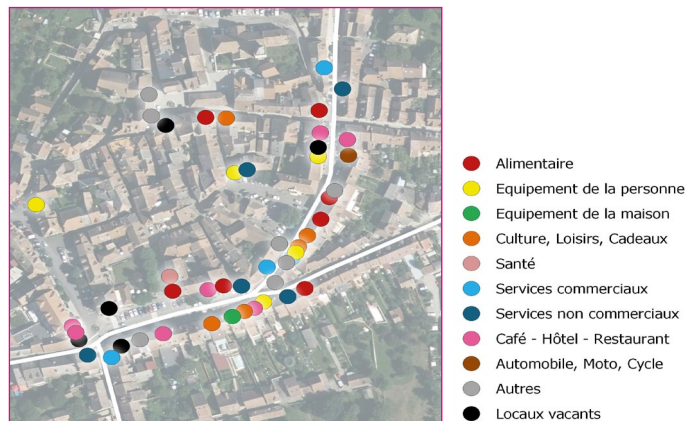 Alimentaire
Equipement de la personne
Equipement de la maison
Culture, Loisirs, Cadeaux
Santé
Services commerciaux
Services non commerciaux
Café - Hôtel - Restaurant
Automobile, Moto, Cycle
Autres
Locaux vacants